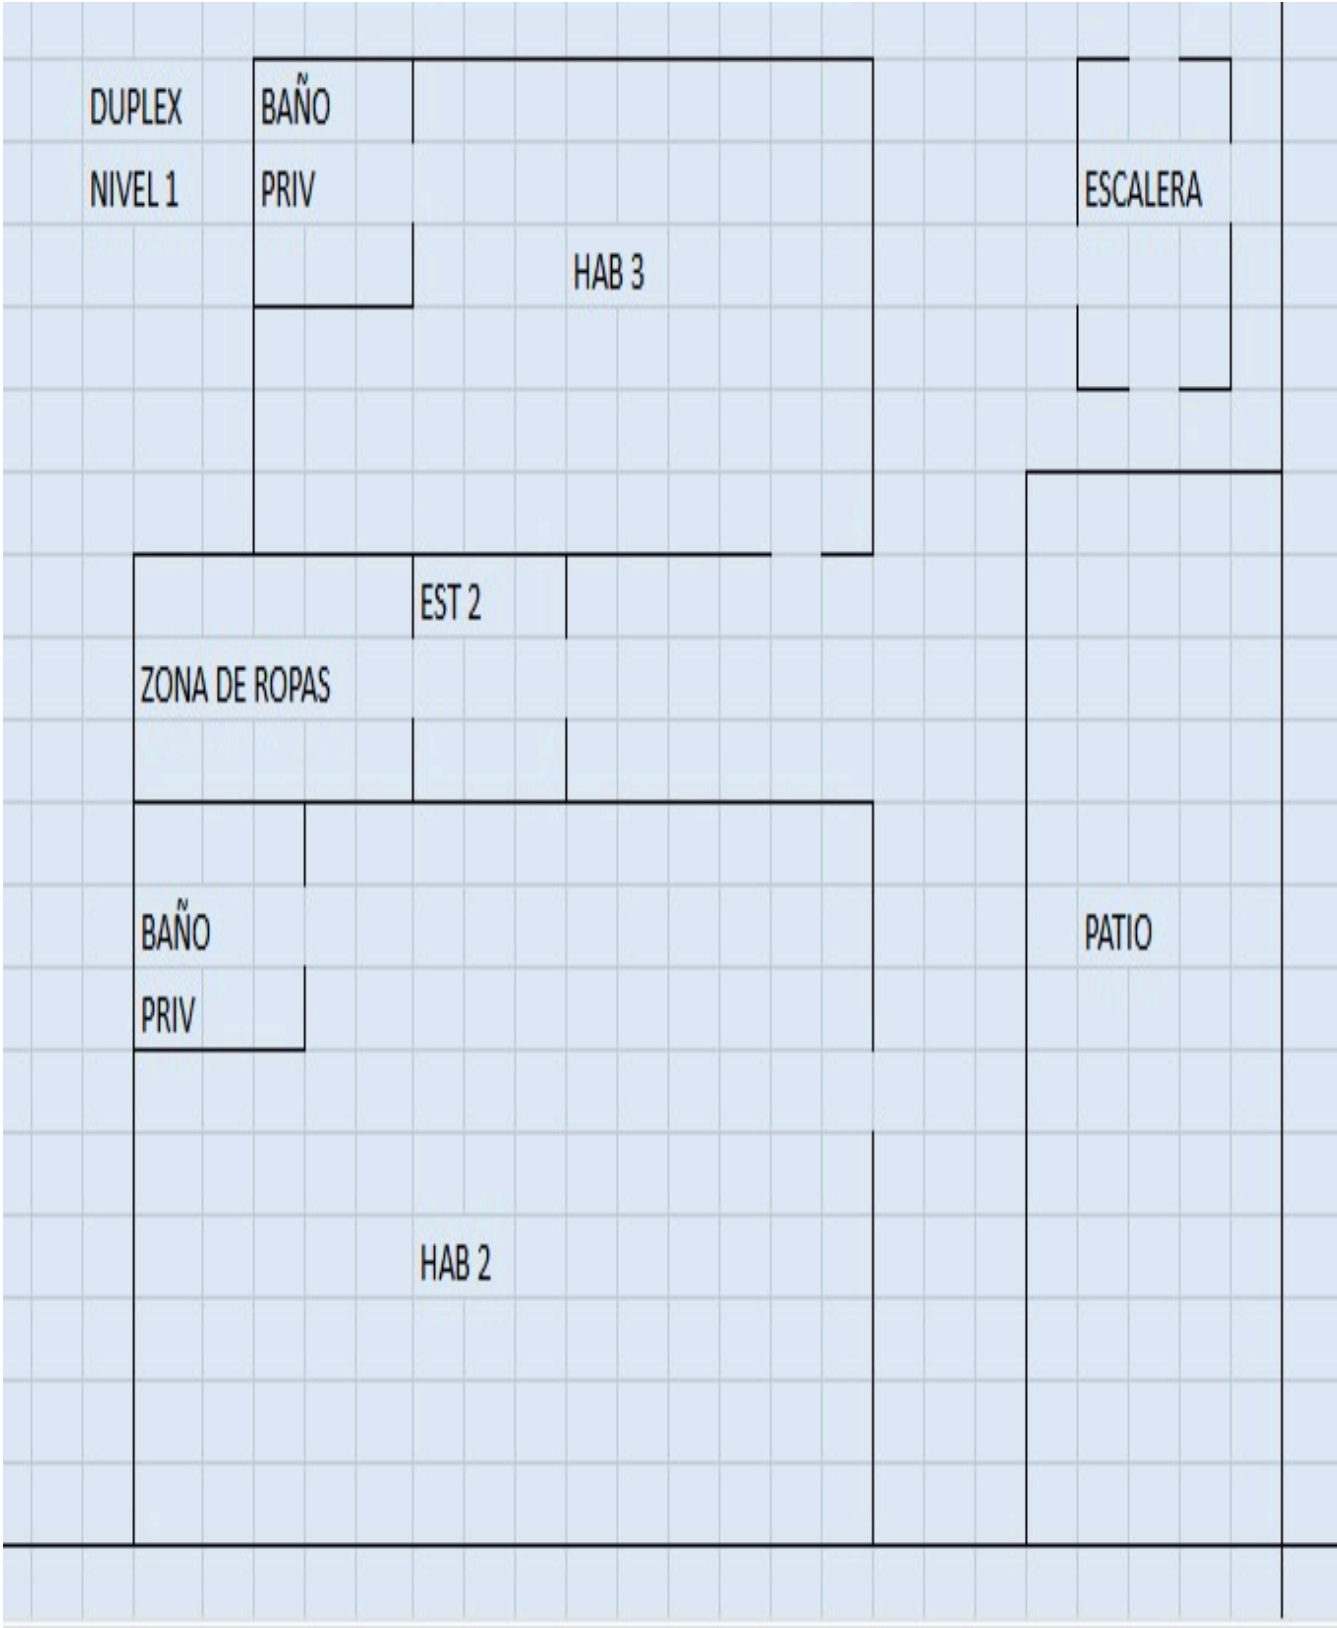 DUPLEX
NIVEL 1
BAÑO
PRIV
HAB 3
ESCALERA
EST 2
ZONA DE ROPAS
BAÑO
PRIV
PATIO
HAB 2